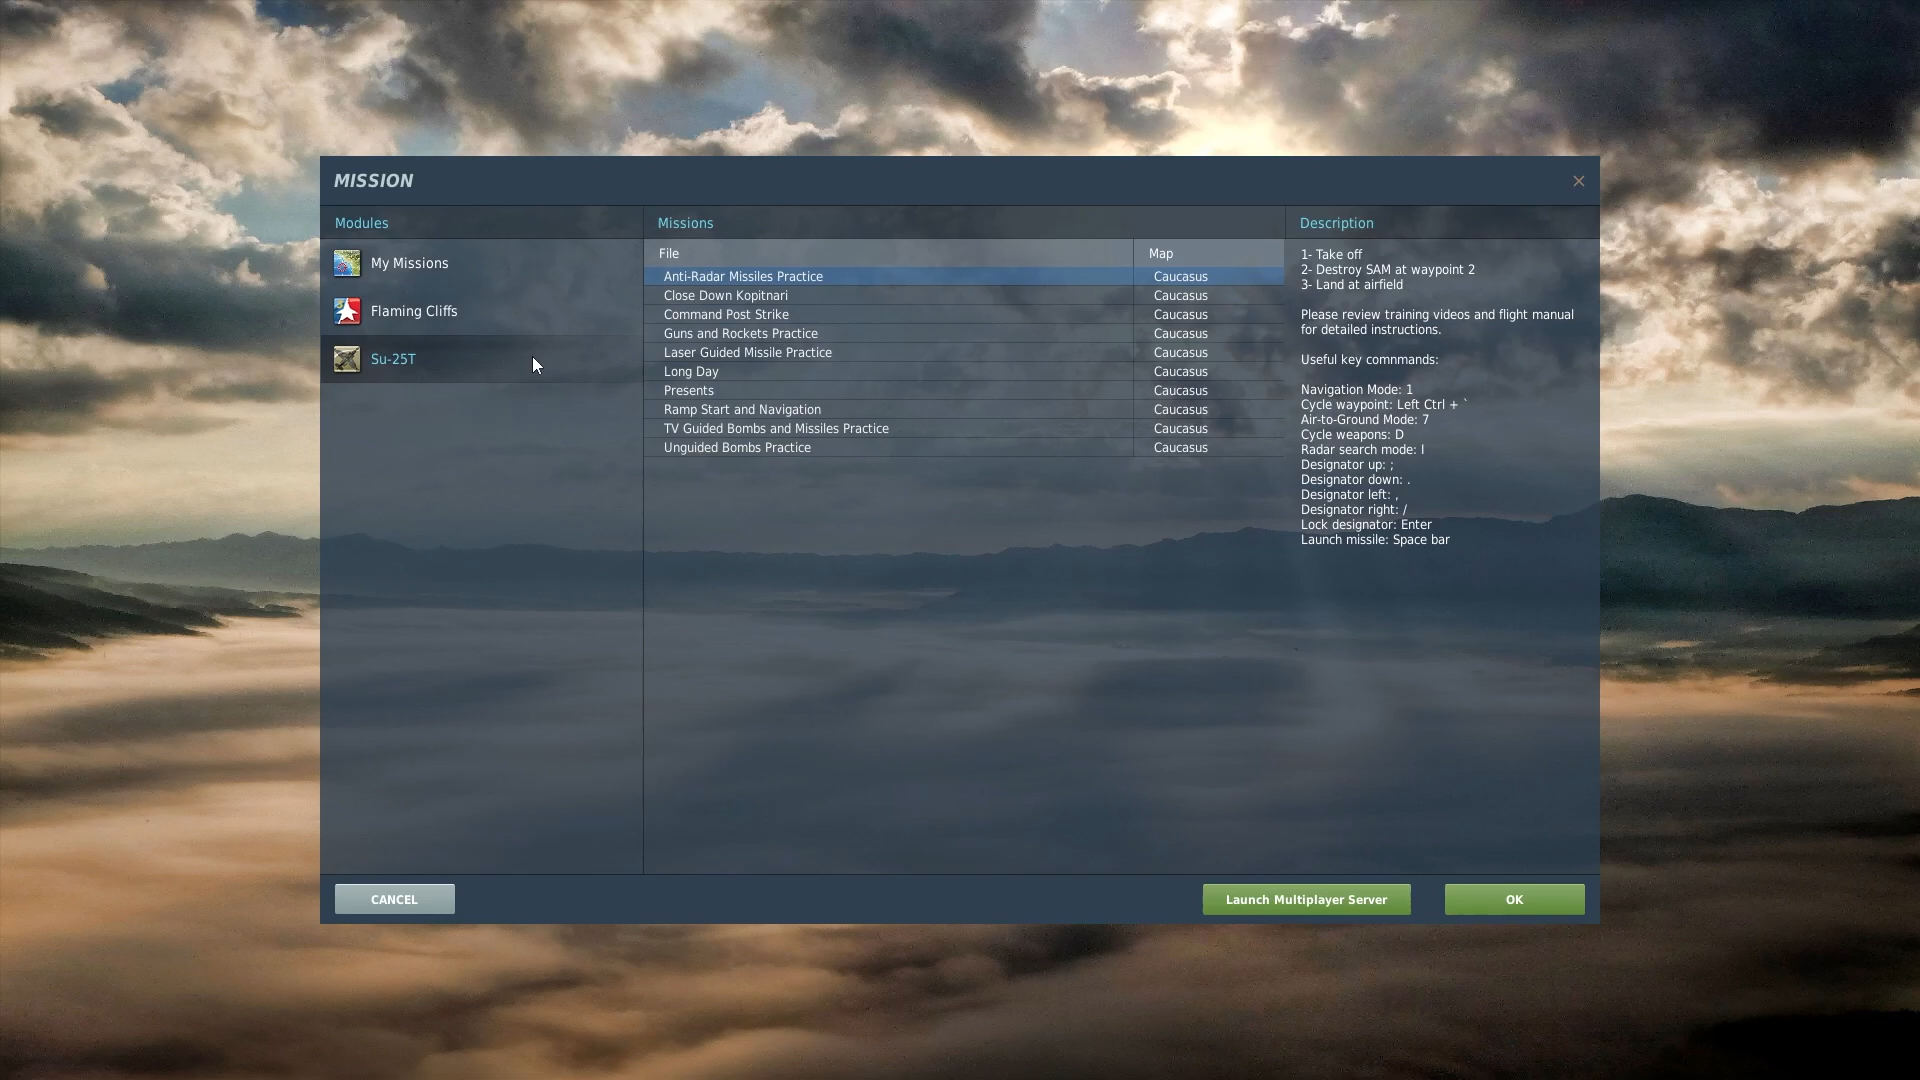 MISSION
Modules
Missions
Description
My Missions
Flaming Cliffs
Su-25T
File
Map
Anti-Radar Missiles Practice
Caucasus
Close Down Kopitnari
Caucasus
Command Post Strike
Caucasus
Guns and Rockets Practice
Caucasus
Laser Guided Missile Practice
Caucasus
Long Day
Caucasus
Presents
Caucasus
Ramp Start and Navigation
Caucasus
TV Guided Bombs and Missiles Practice
Caucasus
Unguided Bombs Practice
Caucasus
1- Take off
2- Destroy SAM at waypoint 2
3- Land at airfield
Please review training videos and flight manual
for detailed instructions.
Useful key comnmands:
Navigation Mode: 1
Cycle waypoint: Left Ctrl + `
Air-to-Ground Mode: 7
Cycle weapons: D
Radar search mode: I
Designator up: ;
Designator down: .
Designator left: ,
Designator right: /
Lock designator: Enter
Launch missile: Space bar
CANCEL
Launch Multiplayer Server
OK